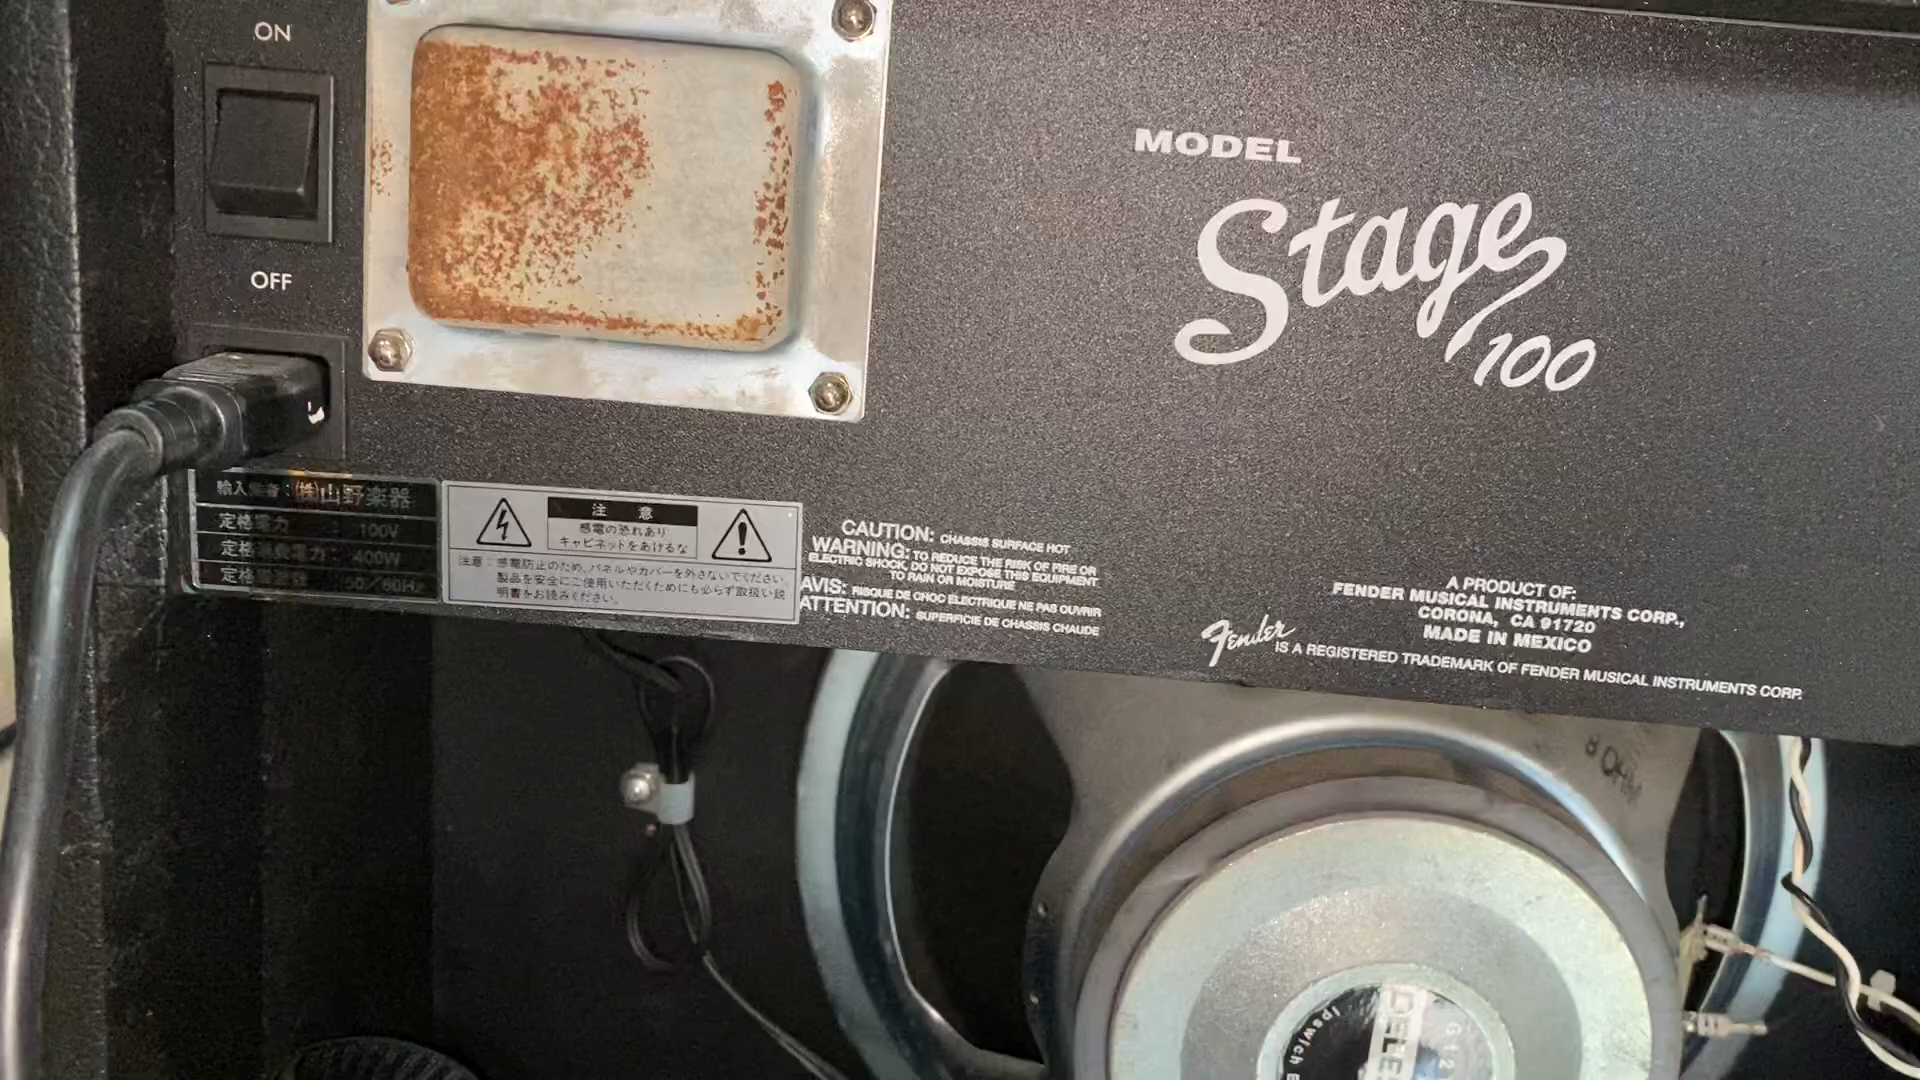 ON
OFF
MODEL
Stage
100
輸入業者：㈱山野楽器
定格電力 : 100V
定格消費電力 : 400W
定格周波数 : 50/60Hz
注 意
感電の恐れあり
キャビネットをあけるな
注意：感電防止のため、パネルやカバーを外さないでください。
製品を安全にご使用いただくためにも必らず取扱い説
明書をお読みください。
CAUTION: CHASSIS SURFACE HOT
WARNING: TO REDUCE THE RISK OF FIRE OR
ELECTRIC SHOCK, DO NOT EXPOSE THIS EQUIPMENT
TO RAIN OR MOISTURE
AVIS: RISQUE DE CHOC ELECTRIQUE NE PAS OUVRIR
ATTENTION: SUPERFICIE DE CHASSIS CHAUDE
A PRODUCT OF:
FENDER MUSICAL INSTRUMENTS CORP.,
CORONA, CA 91720
MADE IN MEXICO
Fender IS A REGISTERED TRADEMARK OF FENDER MUSICAL INSTRUMENTS CORP.
8 OHM
Ipswich